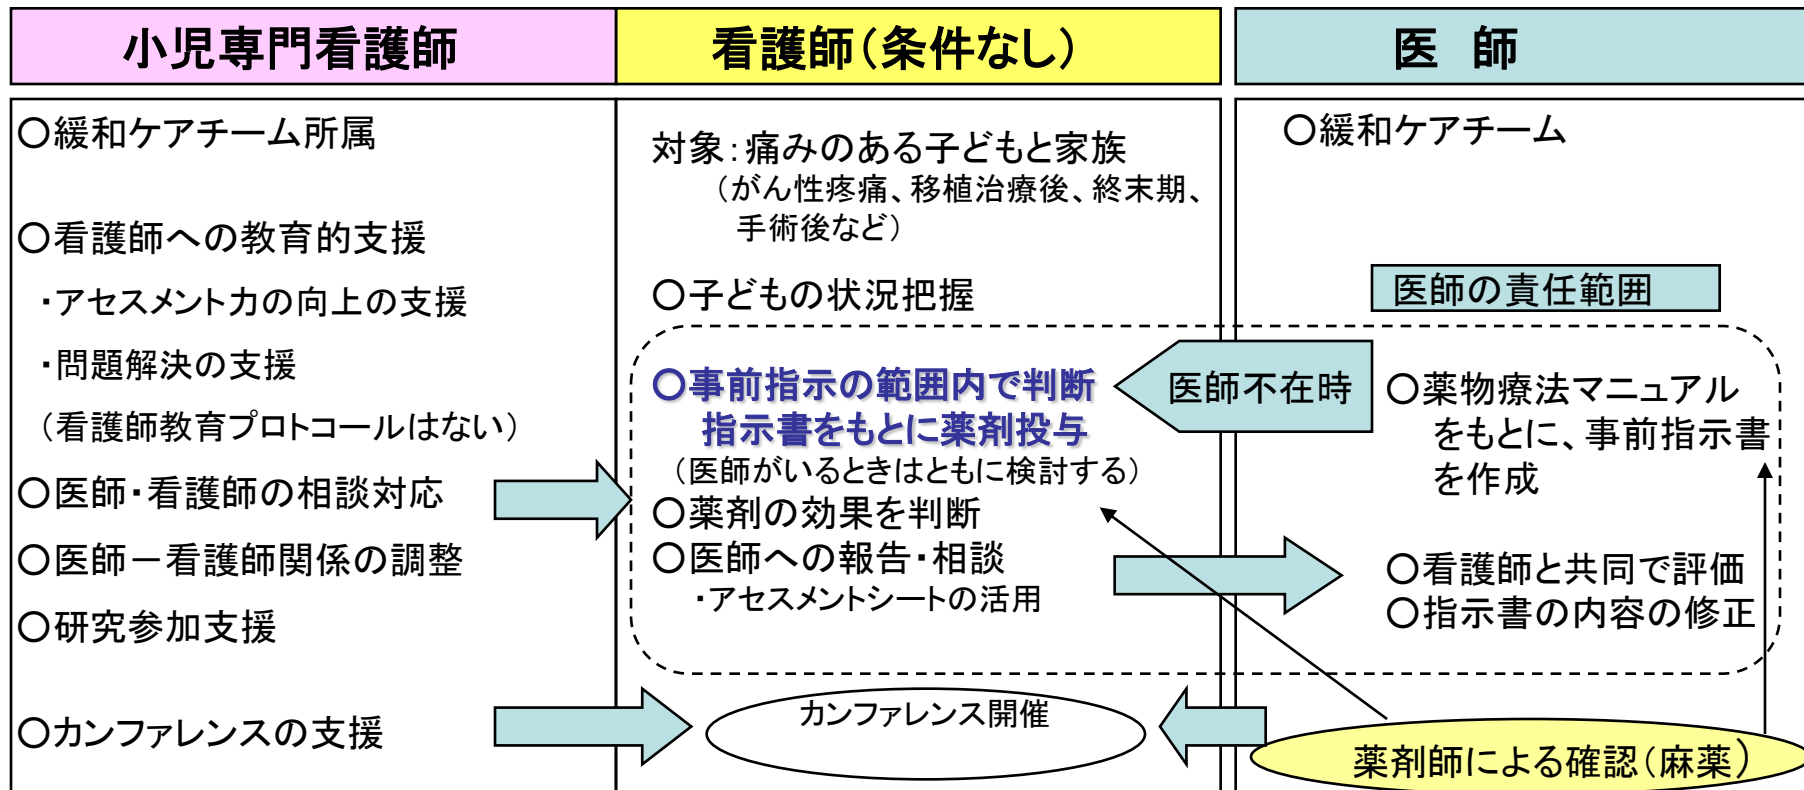 小児専門看護師
〇緩和ケアチーム所属
〇看護師への教育的支援
・アセスメント力の向上の支援
・問題解決の支援
（看護師教育プロトコールはない）
〇医師・看護師の相談対応
〇医師－看護師関係の調整
〇研究参加支援
〇カンファレンスの支援
看護師（条件なし）
対象：痛みのある子どもと家族
（がん性疼痛、移植治療後、終末期、
手術後など）
〇子どもの状況把握
〇事前指示の範囲内で判断
指示書をもとに薬剤投与
（医師がいるときはともに検討する）
〇薬剤の効果を判断
〇医師への報告・相談
・アセスメントシートの活用
カンファレンス開催
医　師
〇緩和ケアチーム
医師の責任範囲
医師不在時
〇薬物療法マニュアル
をもとに、事前指示書
を作成
〇看護師と共同で評価
〇指示書の内容の修正
薬剤師による確認（麻薬）